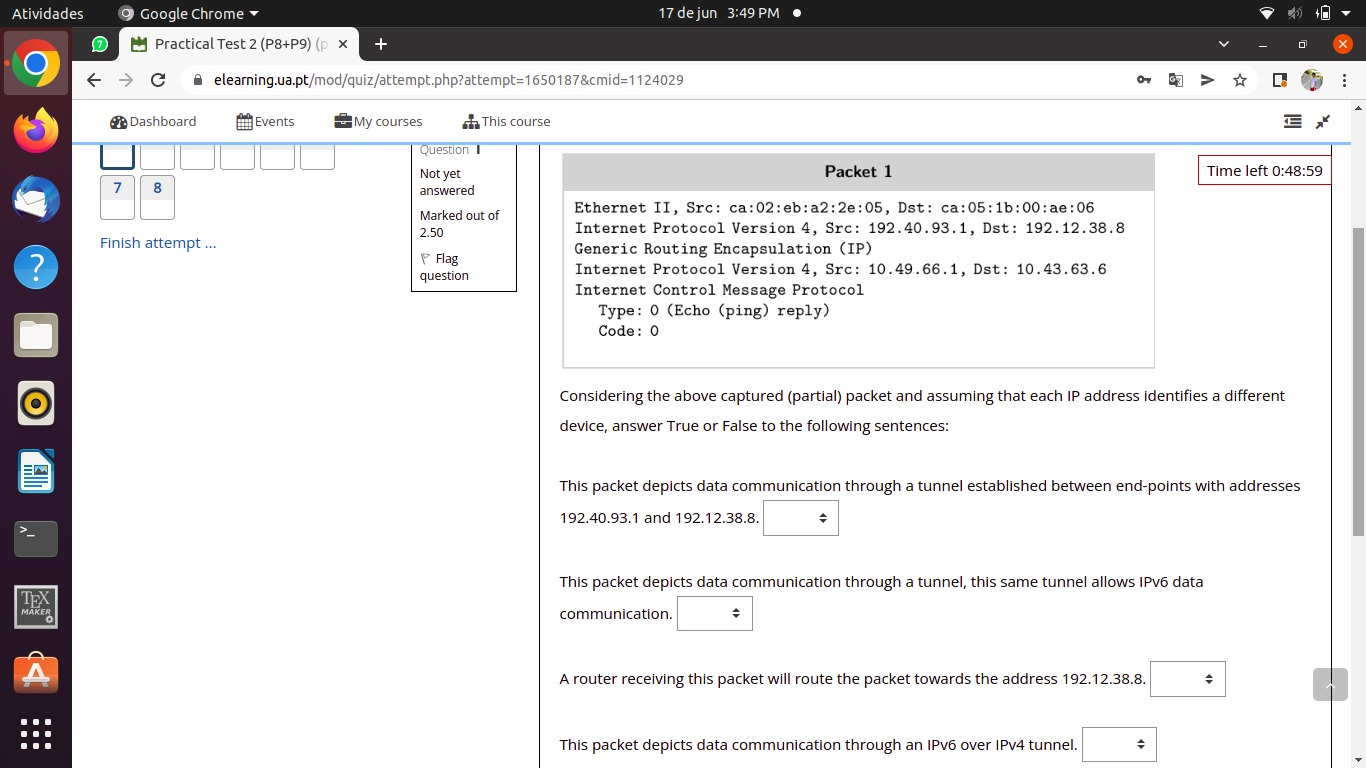 Atividades
Google Chrome
17 de jun 3:49 PM
7
Practical Test 2 (P8+P9) (p
elearning.ua.pt/mod/quiz/attempt.php?attempt=1650187&cmid=1124029
Dashboard
Events
My courses
This course
7 8
Finish attempt ...
Question 1
Not yet
answered
Marked out of
2.50
Flag
question
Packet 1
Time left 0:48:59
Ethernet II, Src: ca:02:eb:a2:2e:05, Dst: ca:05:1b:00:ae:06
Internet Protocol Version 4, Src: 192.40.93.1, Dst: 192.12.38.8
Generic Routing Encapsulation (IP)
Internet Protocol Version 4, Src: 10.49.66.1, Dst: 10.43.63.6
Internet Control Message Protocol
Type: 0 (Echo (ping) reply)
Code: 0
Considering the above captured (partial) packet and assuming that each IP address identifies a different
device, answer True or False to the following sentences:
This packet depicts data communication through a tunnel established between end-points with addresses
192.40.93.1 and 192.12.38.8.
This packet depicts data communication through a tunnel, this same tunnel allows IPv6 data
communication.
A router receiving this packet will route the packet towards the address 192.12.38.8.
This packet depicts data communication through an IPv6 over IPv4 tunnel.
?
>_
TEX
MAKER
A